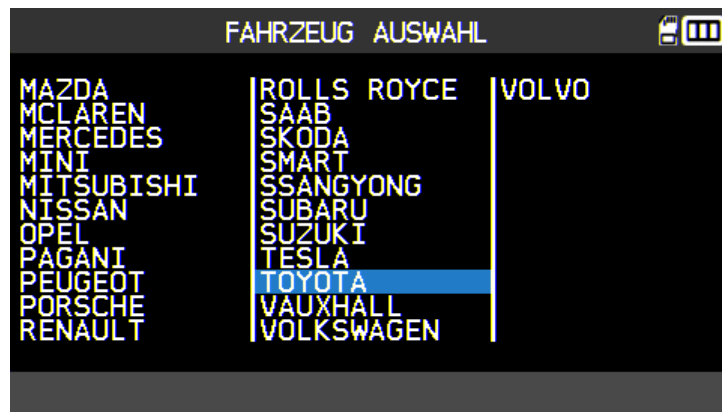 FAHRZEUG AUSWAHL
MAZDA
MCLAREN
MERCEDES
MINI
MITSUBISHI
NISSAN
OPEL
PAGANI
PEUGEOT
PORSCHE
RENAULT
ROLLS ROYCE
SAAB
SKODA
SMART
SSANGYONG
SUBARU
SUZUKI
TESLA
TOYOTA
VAUXHALL
VOLKSWAGEN
VOLVO